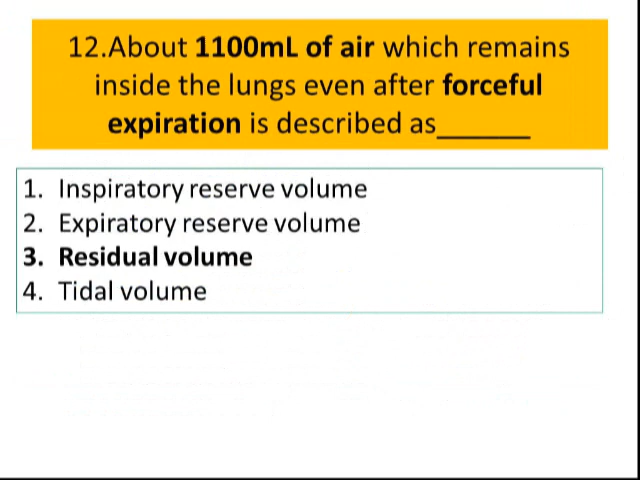 12.About 1100mL of air which remains
inside the lungs even after forceful
expiration is described as______
1. Inspiratory reserve volume
2. Expiratory reserve volume
3. Residual volume
4. Tidal volume